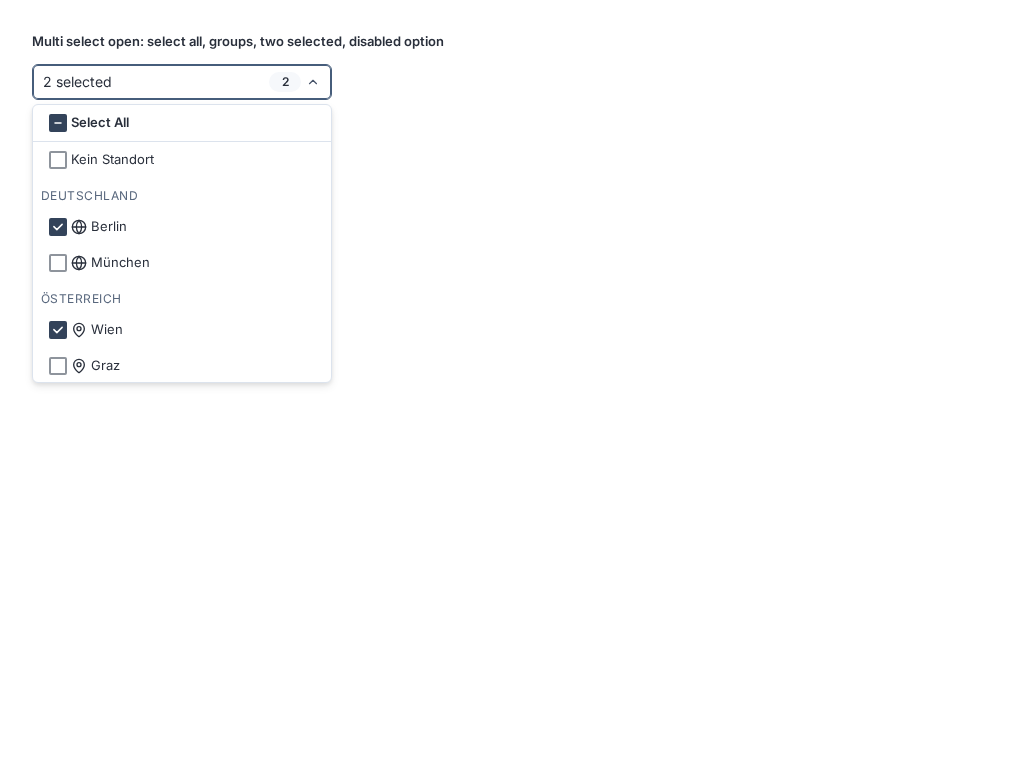 Multi select open: select all, groups, two selected, disabled option
2 selected 2
Select All
Kein Standort
DEUTSCHLAND
Berlin
München
ÖSTERREICH
Wien
Graz